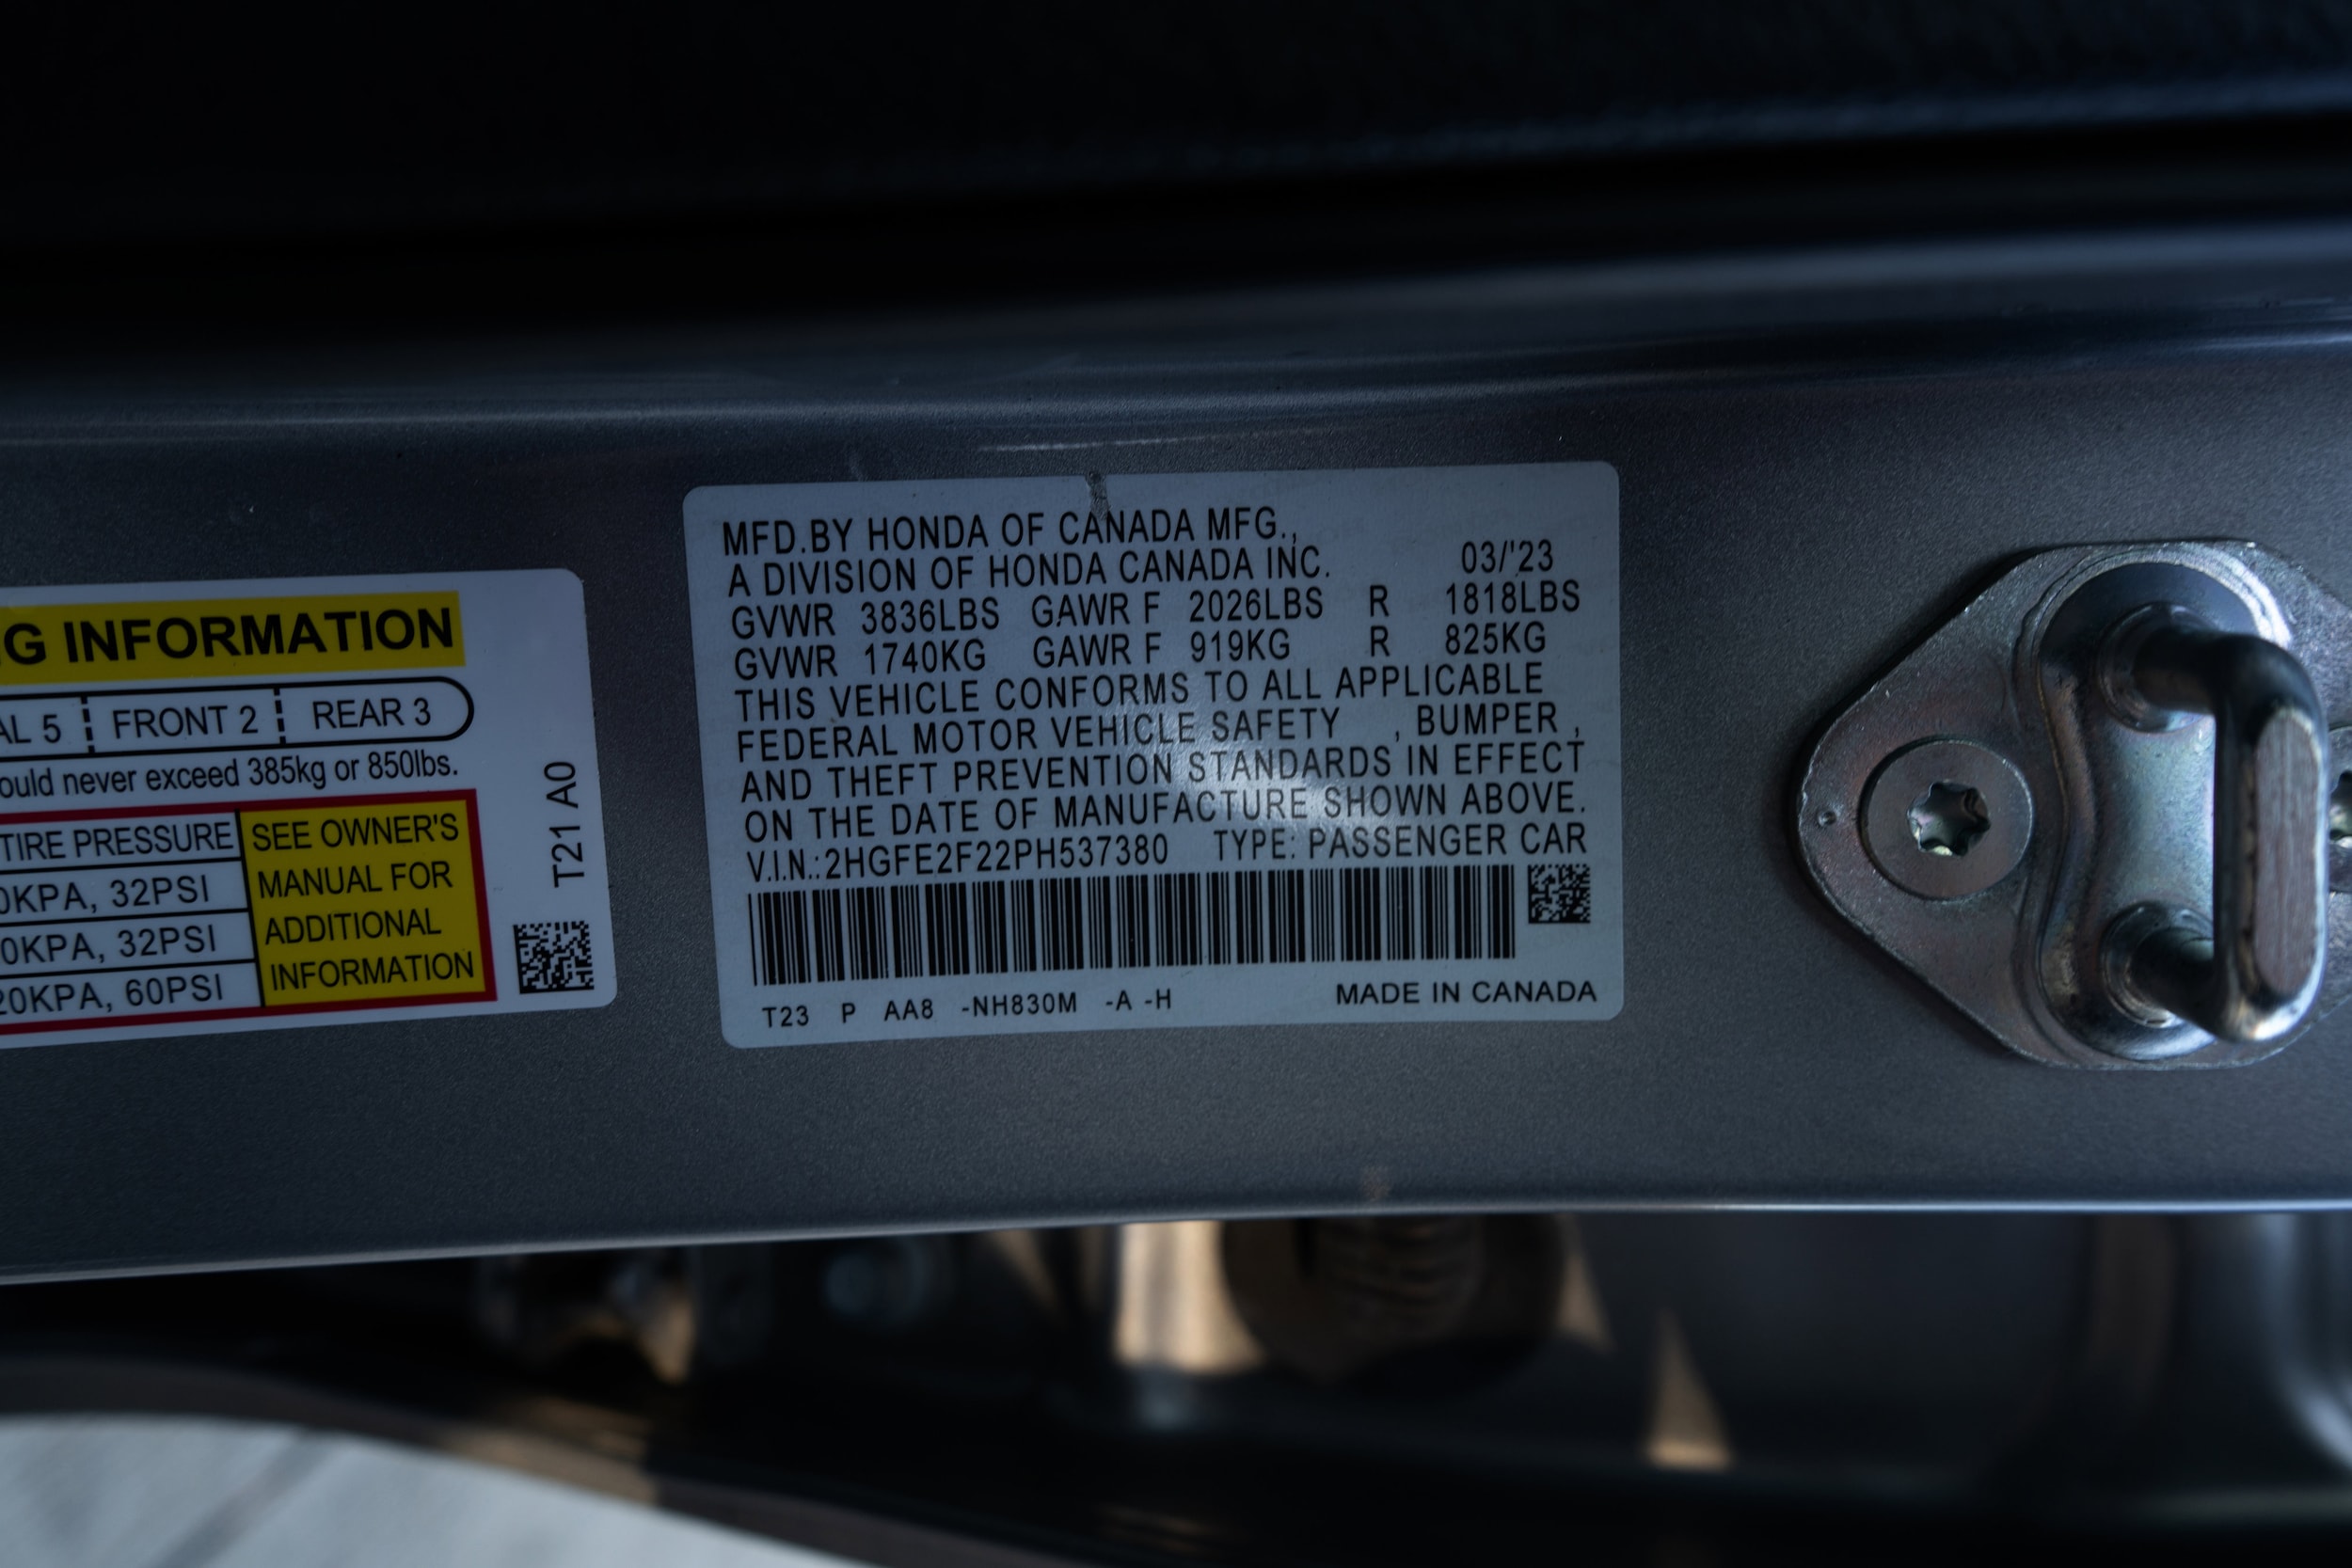 G INFORMATION
AL 5 FRONT 2 REAR 3
ould never exceed 385kg or 850lbs.
TIRE PRESSURE
0KPA, 32PSI
0KPA, 32PSI
20KPA, 60PSI
SEE OWNER'S
MANUAL FOR
ADDITIONAL
INFORMATION
T21 A0
MFD.BY HONDA OF CANADA MFG.,
A DIVISION OF HONDA CANADA INC. 03/'23
GVWR 3836LBS GAWR F 2026LBS R 1818LBS
GVWR 1740KG GAWR F 919KG R 825KG
THIS VEHICLE CONFORMS TO ALL APPLICABLE
FEDERAL MOTOR VEHICLE SAFETY , BUMPER ,
AND THEFT PREVENTION STANDARDS IN EFFECT
ON THE DATE OF MANUFACTURE SHOWN ABOVE.
V.I.N.:2HGFE2F22PH537380 TYPE: PASSENGER CAR
T23 P AA8 -NH830M -A -H MADE IN CANADA